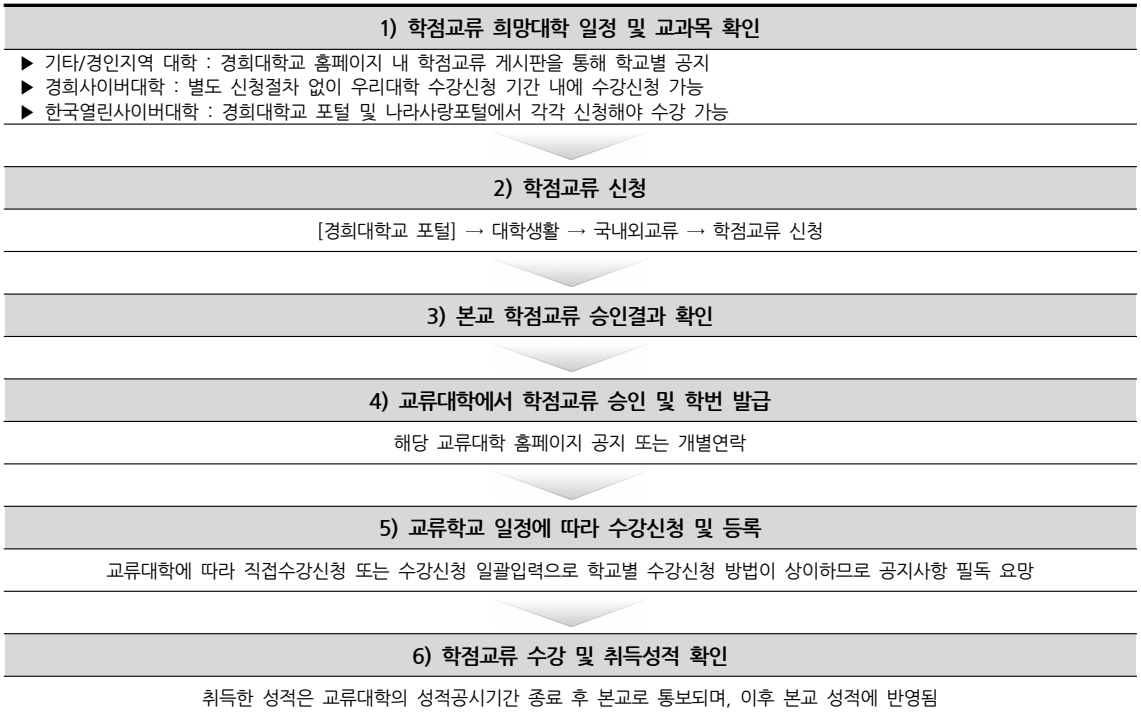 1) 학점교류 희망대학 일정 및 교과목 확인
▶ 기타/경인지역 대학 : 경희대학교 홈페이지 내 학점교류 게시판을 통해 학교별 공지
▶ 경희사이버대학 : 별도 신청절차 없이 우리대학 수강신청 기간 내에 수강신청 가능
▶ 한국열린사이버대학 : 경희대학교 포털 및 나라사랑포털에서 각각 신청해야 수강 가능
2) 학점교류 신청
[경희대학교 포털] → 대학생활 → 국내외교류 → 학점교류 신청
3) 본교 학점교류 승인결과 확인
4) 교류대학에서 학점교류 승인 및 학번 발급
해당 교류대학 홈페이지 공지 또는 개별연락
5) 교류학교 일정에 따라 수강신청 및 등록
교류대학에 따라 직접수강신청 또는 수강신청 일괄입력으로 학교별 수강신청 방법이 상이하므로 공지사항 필독 요망
6) 학점교류 수강 및 취득성적 확인
취득한 성적은 교류대학의 성적공시기간 종료 후 본교로 통보되며, 이후 본교 성적에 반영됨